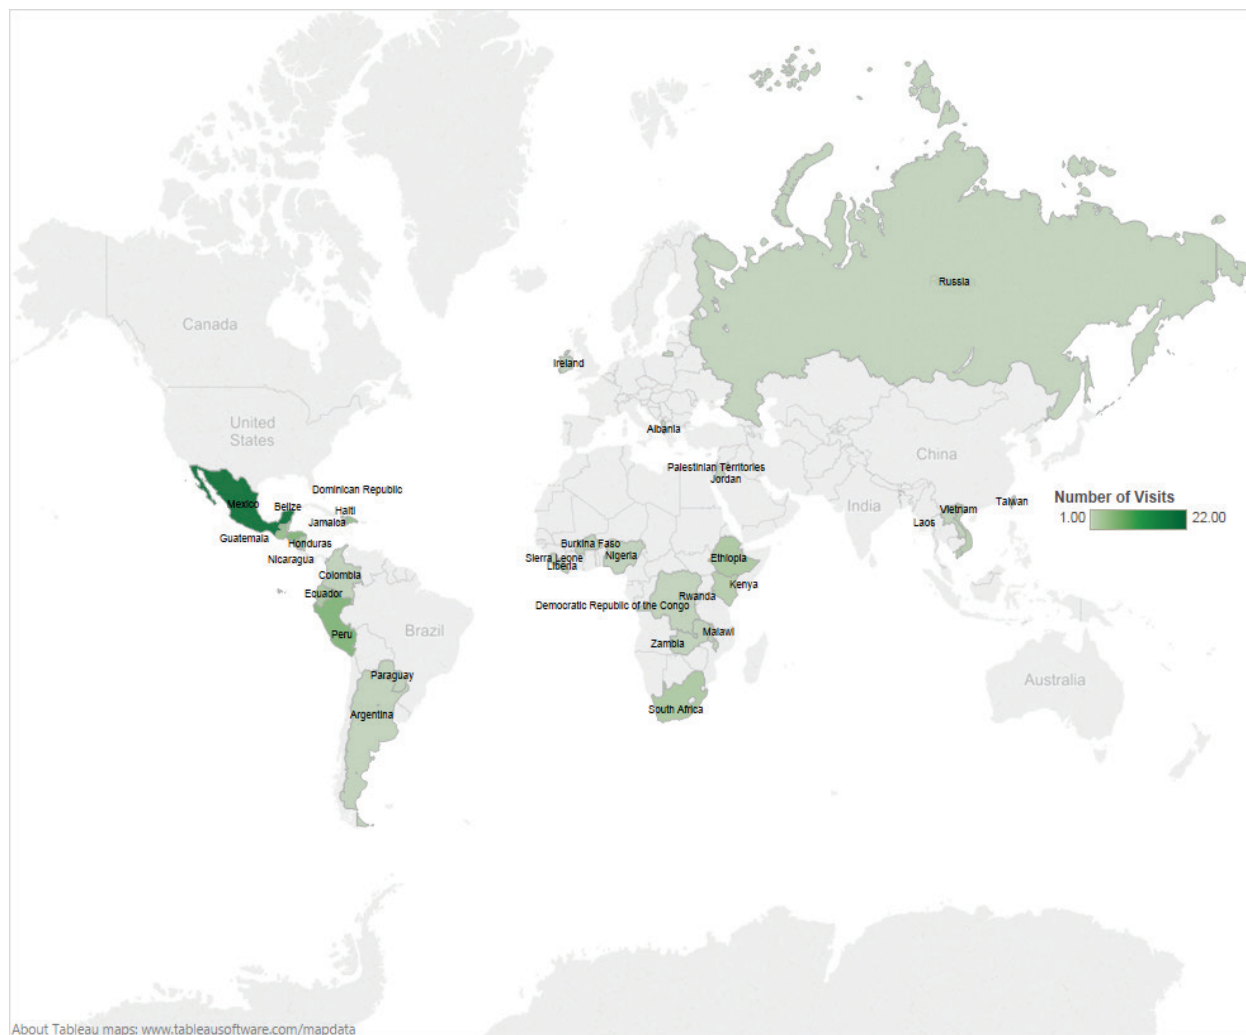 Russia
Canada
Ireland
United
States
Albania
China
Palestinian Territories
Jordan
Dominican Republic
Number of Visits
1.00
22.00
Mexico
Belize
Haiti
India
Taiwan
Vietnam
Laos
Jamaica
Guatemala
Honduras
Nicaragua
Burkina Faso
Sierra Leone
Nigeria
Liberia
Ethiopia
Colombia
Kenya
Ecuador
Rwanda
Democratic Republic of the Congo
Peru
Brazil
Malawi
Zambia
Paraguay
Australia
South Africa
Argentina
About Tableau maps: www.tableausoftware.com/mapdata